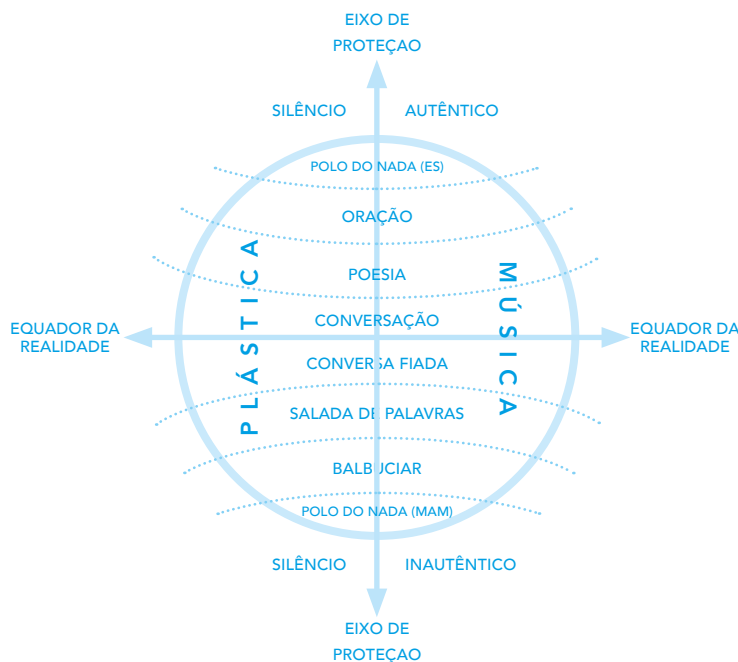 EIXO DE
PROTEÇAO
SILÊNCIO AUTÊNTICO
POLO DO NADA (ES)
ORAÇÃO
POESIA
PLÁSTICA
MÚSICA
CONVERSAÇÃO
EQUADOR DA
REALIDADE
EQUADOR DA
REALIDADE
CONVERSA FIADA
SALADA DE PALAVRAS
BALBUCIAR
POLO DO NADA (MAM)
SILÊNCIO INAUTÊNTICO
EIXO DE
PROTEÇAO